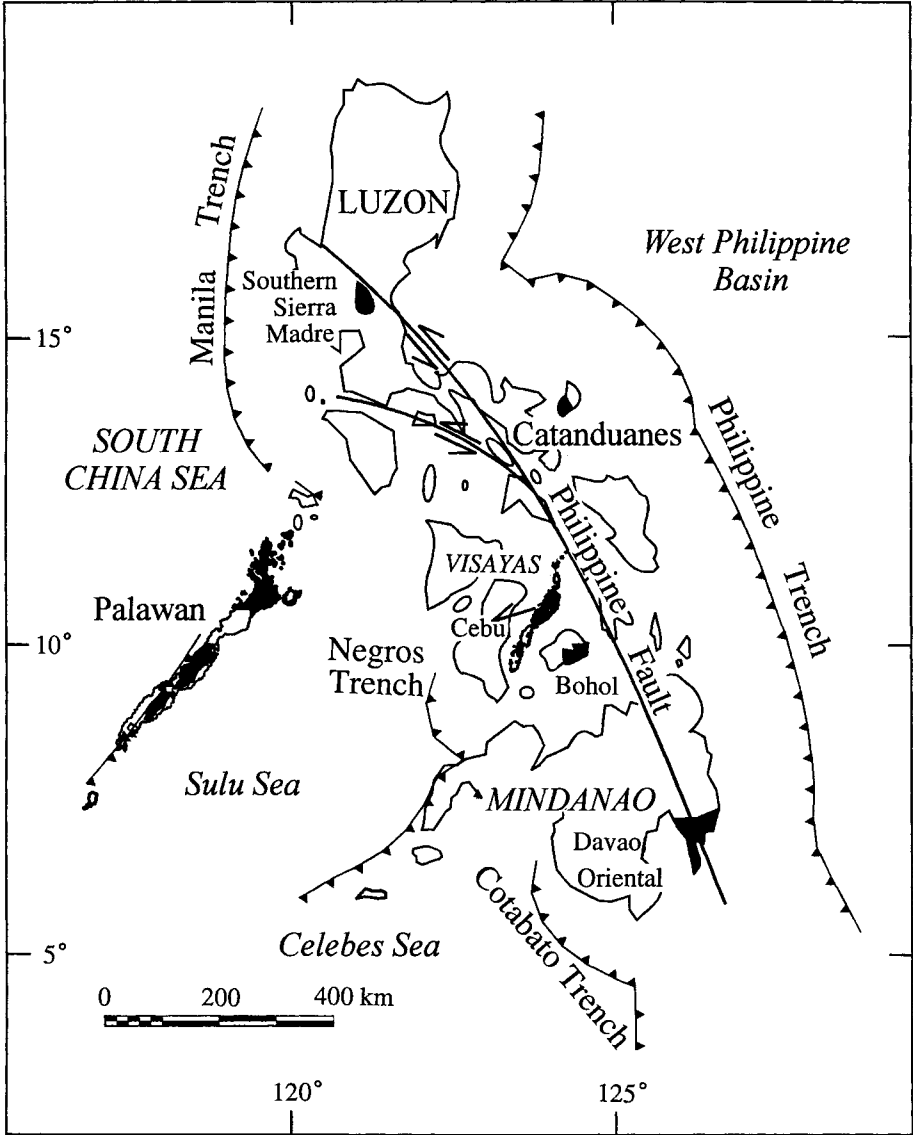 LUZON
Manila Trench
West Philippine
Basin
Southern
Sierra
Madre
15°
SOUTH
CHINA SEA
Catanduanes
Philippine Trench
Philippine Fault
VISAYAS
Palawan
Cebu
10°
Negros
Trench
Bohol
Sulu Sea
MINDANAO
Davao
Oriental
Cotabato Trench
Celebes Sea
5°
0 200 400 km
120° 125°